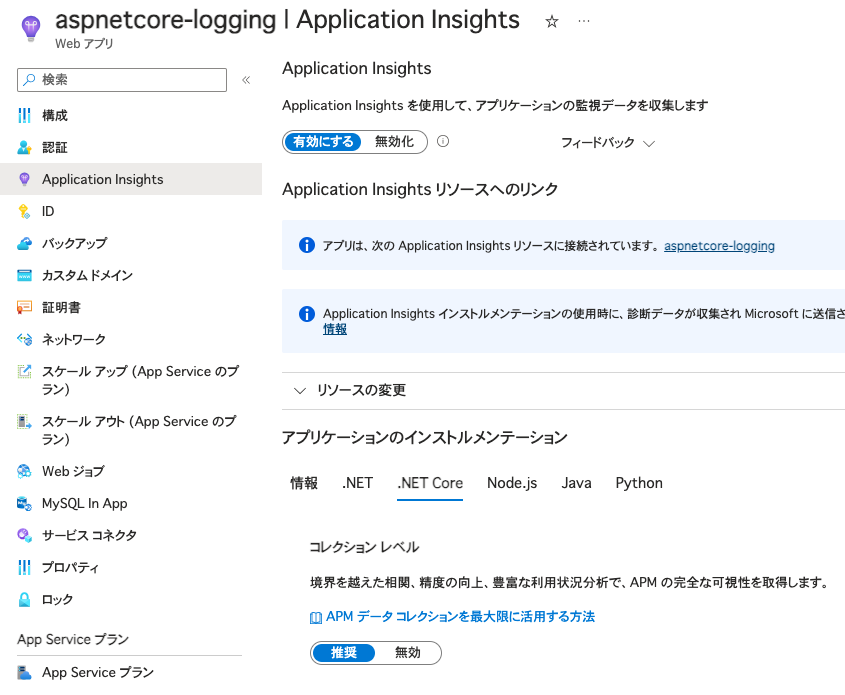 aspnetcore-logging | Application Insights
Web アプリ
検索
構成
認証
Application Insights
ID
バックアップ
カスタム ドメイン
証明書
ネットワーク
スケール アップ (App Service のプ
ラン)
スケール アウト (App Service のプ
ラン)
Web ジョブ
MySQL In App
サービス コネクタ
プロパティ
ロック
App Service プラン
App Service プラン
Application Insights
Application Insights を使用して、アプリケーションの監視データを収集します
有効にする 無効化
フィードバック
Application Insights リソースへのリンク
アプリは、次の Application Insights リソースに接続されています。 aspnetcore-logging
Application Insights インストルメンテーションの使用時に、診断データが収集され Microsoft に送信さ
情報
リソースの変更
アプリケーションのインストルメンテーション
情報 .NET .NET Core Node.js Java Python
コレクション レベル
境界を越えた相関、精度の向上、豊富な利用状況分析で、APM の完全な可視性を取得します。
APM データ コレクションを最大限に活用する方法
推奨 無効